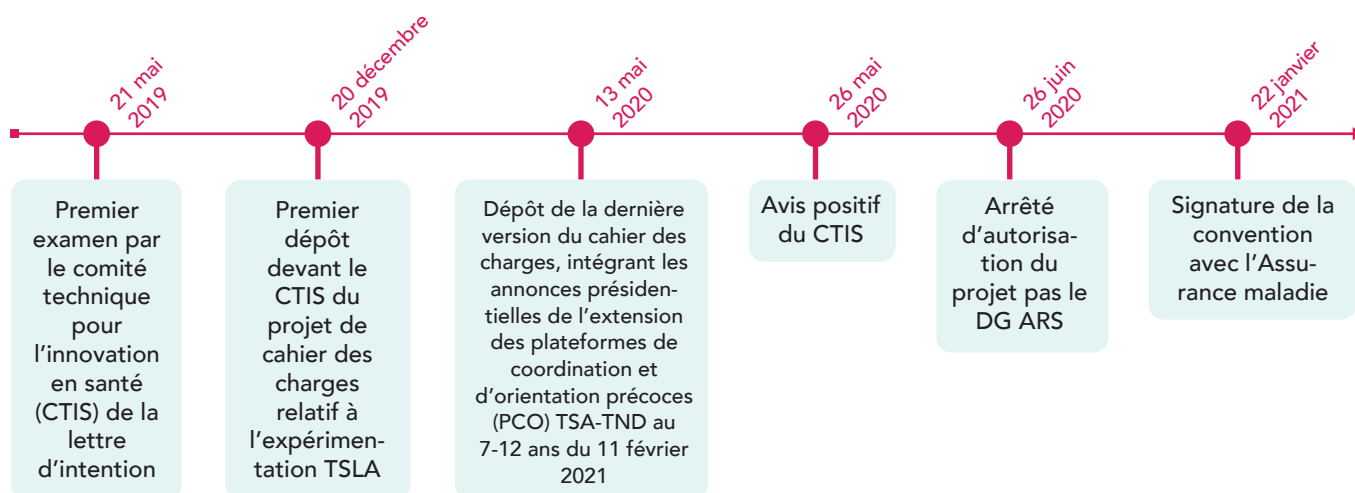 21 mai
2019
20 décembre
2019
13 mai
2020
26 mai
2020
26 juin
2020
22 janvier
2021
Premier
examen par
le comité
technique
pour
l'innovation
en santé
(CTIS) de la
lettre
d'intention
Premier
dépôt
devant le
CTIS du
projet de
cahier des
charges
relatif à
l'expérimen-
tation TSLA
Dépôt de la dernière
version du cahier des
charges, intégrant les
annonces présiden-
tielles de l'extension
des plateformes de
coordination et
d'orientation précoces
(PCO) TSA-TND au
7-12 ans du 11 février
2021
Avis positif
du CTIS
Arrêté
d'autorisa-
tion du
projet pas le
DG ARS
Signature de la
convention
avec l'Assu-
rance maladie